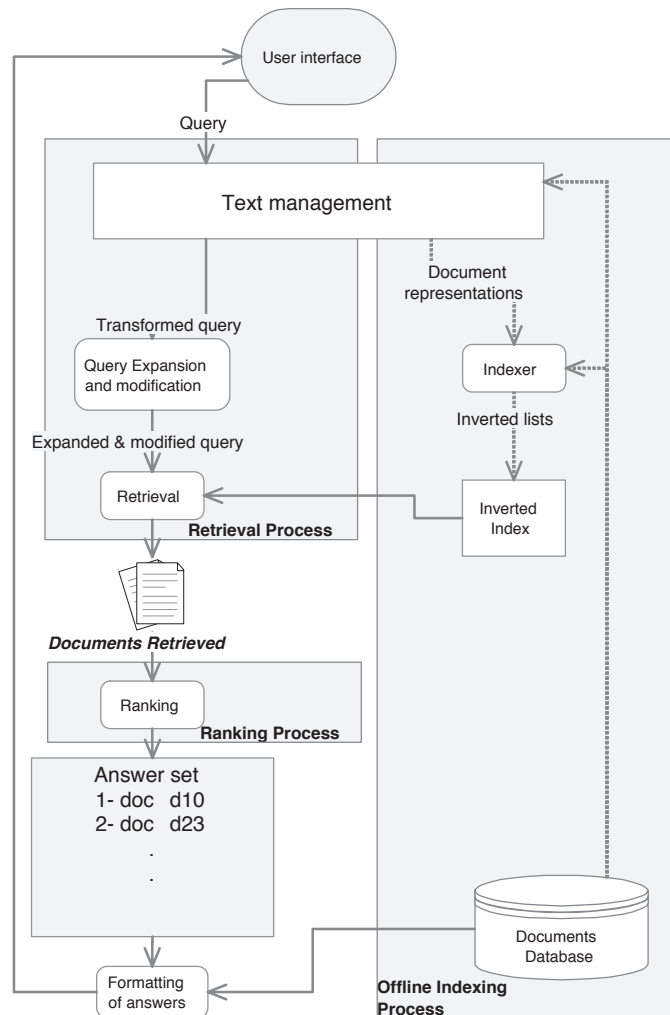 User interface
Query
Text management
Document
representations
Transformed query
Query Expansion
and modification
Indexer
Inverted lists
Expanded & modified query
Retrieval
Inverted
Index
Retrieval Process
Documents Retrieved
Ranking
Ranking Process
Answer set
1- doc d10
2- doc d23
.
.
Documents
Database
Formatting
of answers
Offline Indexing
Process